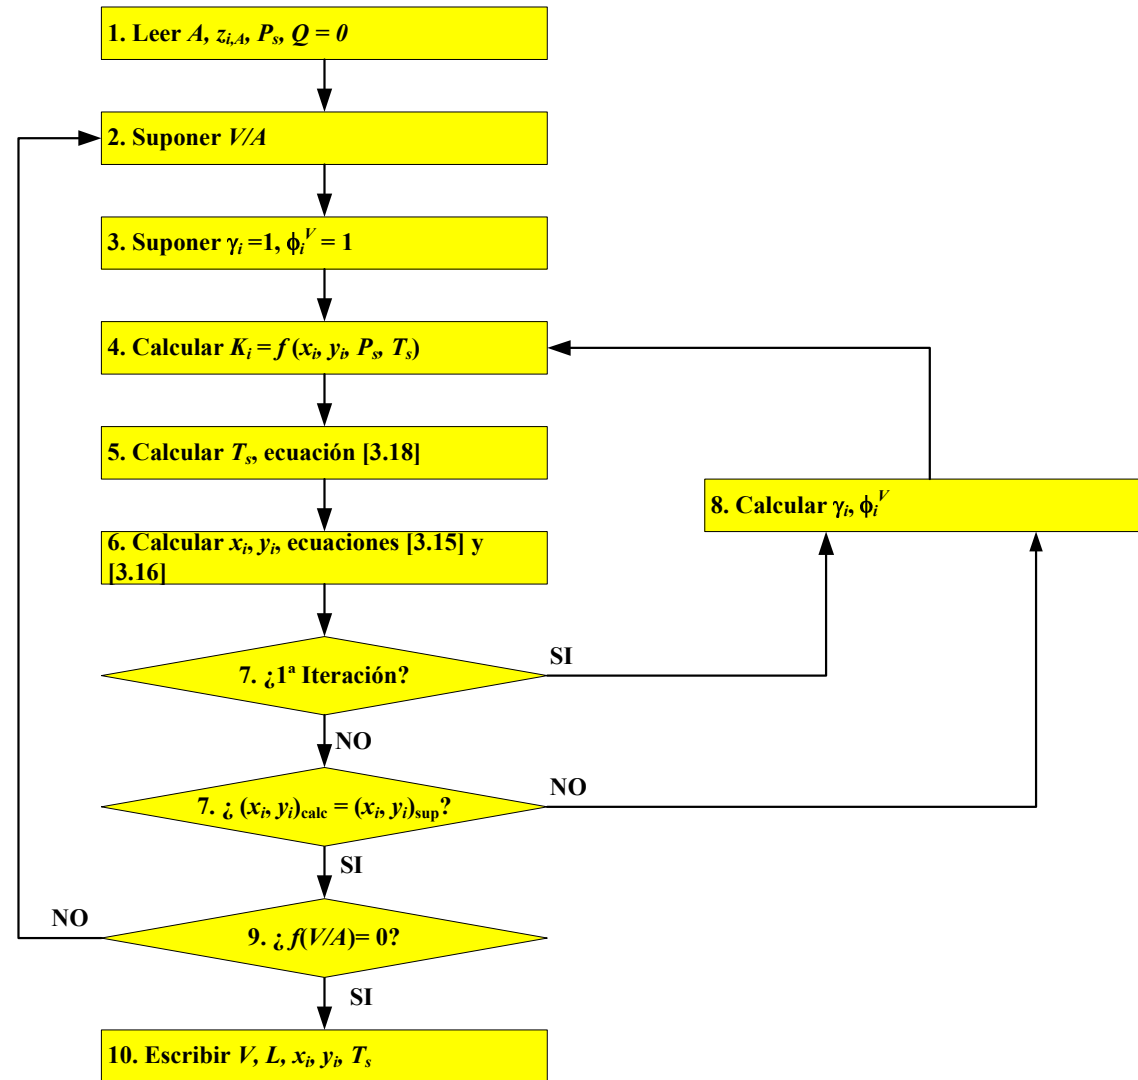 1. Leer A, z_{i,A}, P_s, Q = 0
2. Suponer V/A
3. Suponer γ_i =1, ϕ_i^V = 1
4. Calcular K_i = f (x_i, y_i, P_s, T_s)
5. Calcular T_s, ecuación [3.18]
8. Calcular γ_i, ϕ_i^V
6. Calcular x_i, y_i, ecuaciones [3.15] y
[3.16]
7. ¿1ª Iteración?
SI
NO
7. ¿ (x_i, y_i)_{calc} = (x_i, y_i)_{sup}?
NO
SI
NO
9. ¿ f(V/A)= 0?
SI
10. Escribir V, L, x_i, y_i, T_s